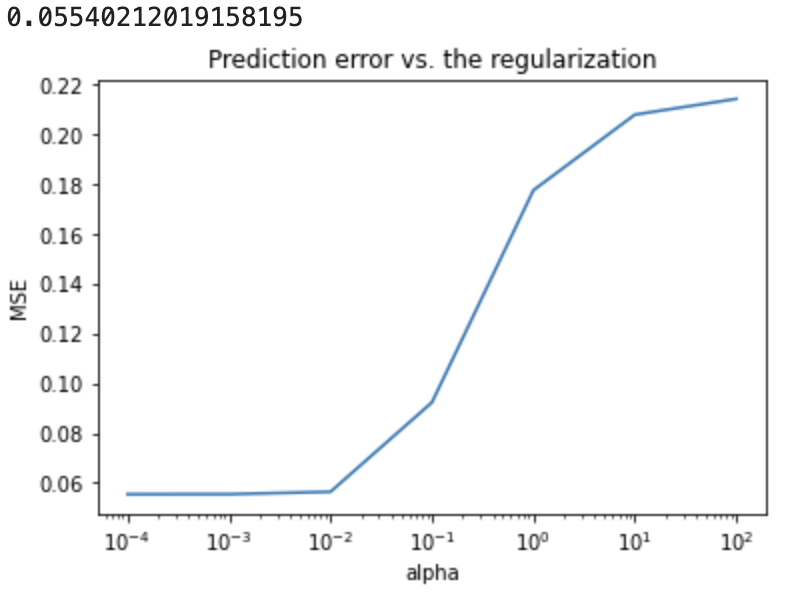 0.05540212019158195
Prediction error vs. the regularization
0.22
0.20
0.18
0.16
0.14
0.12
0.10
0.08
0.06
MSE
10⁻⁴ 10⁻³ 10⁻² 10⁻¹ 10⁰ 10¹ 10²
alpha